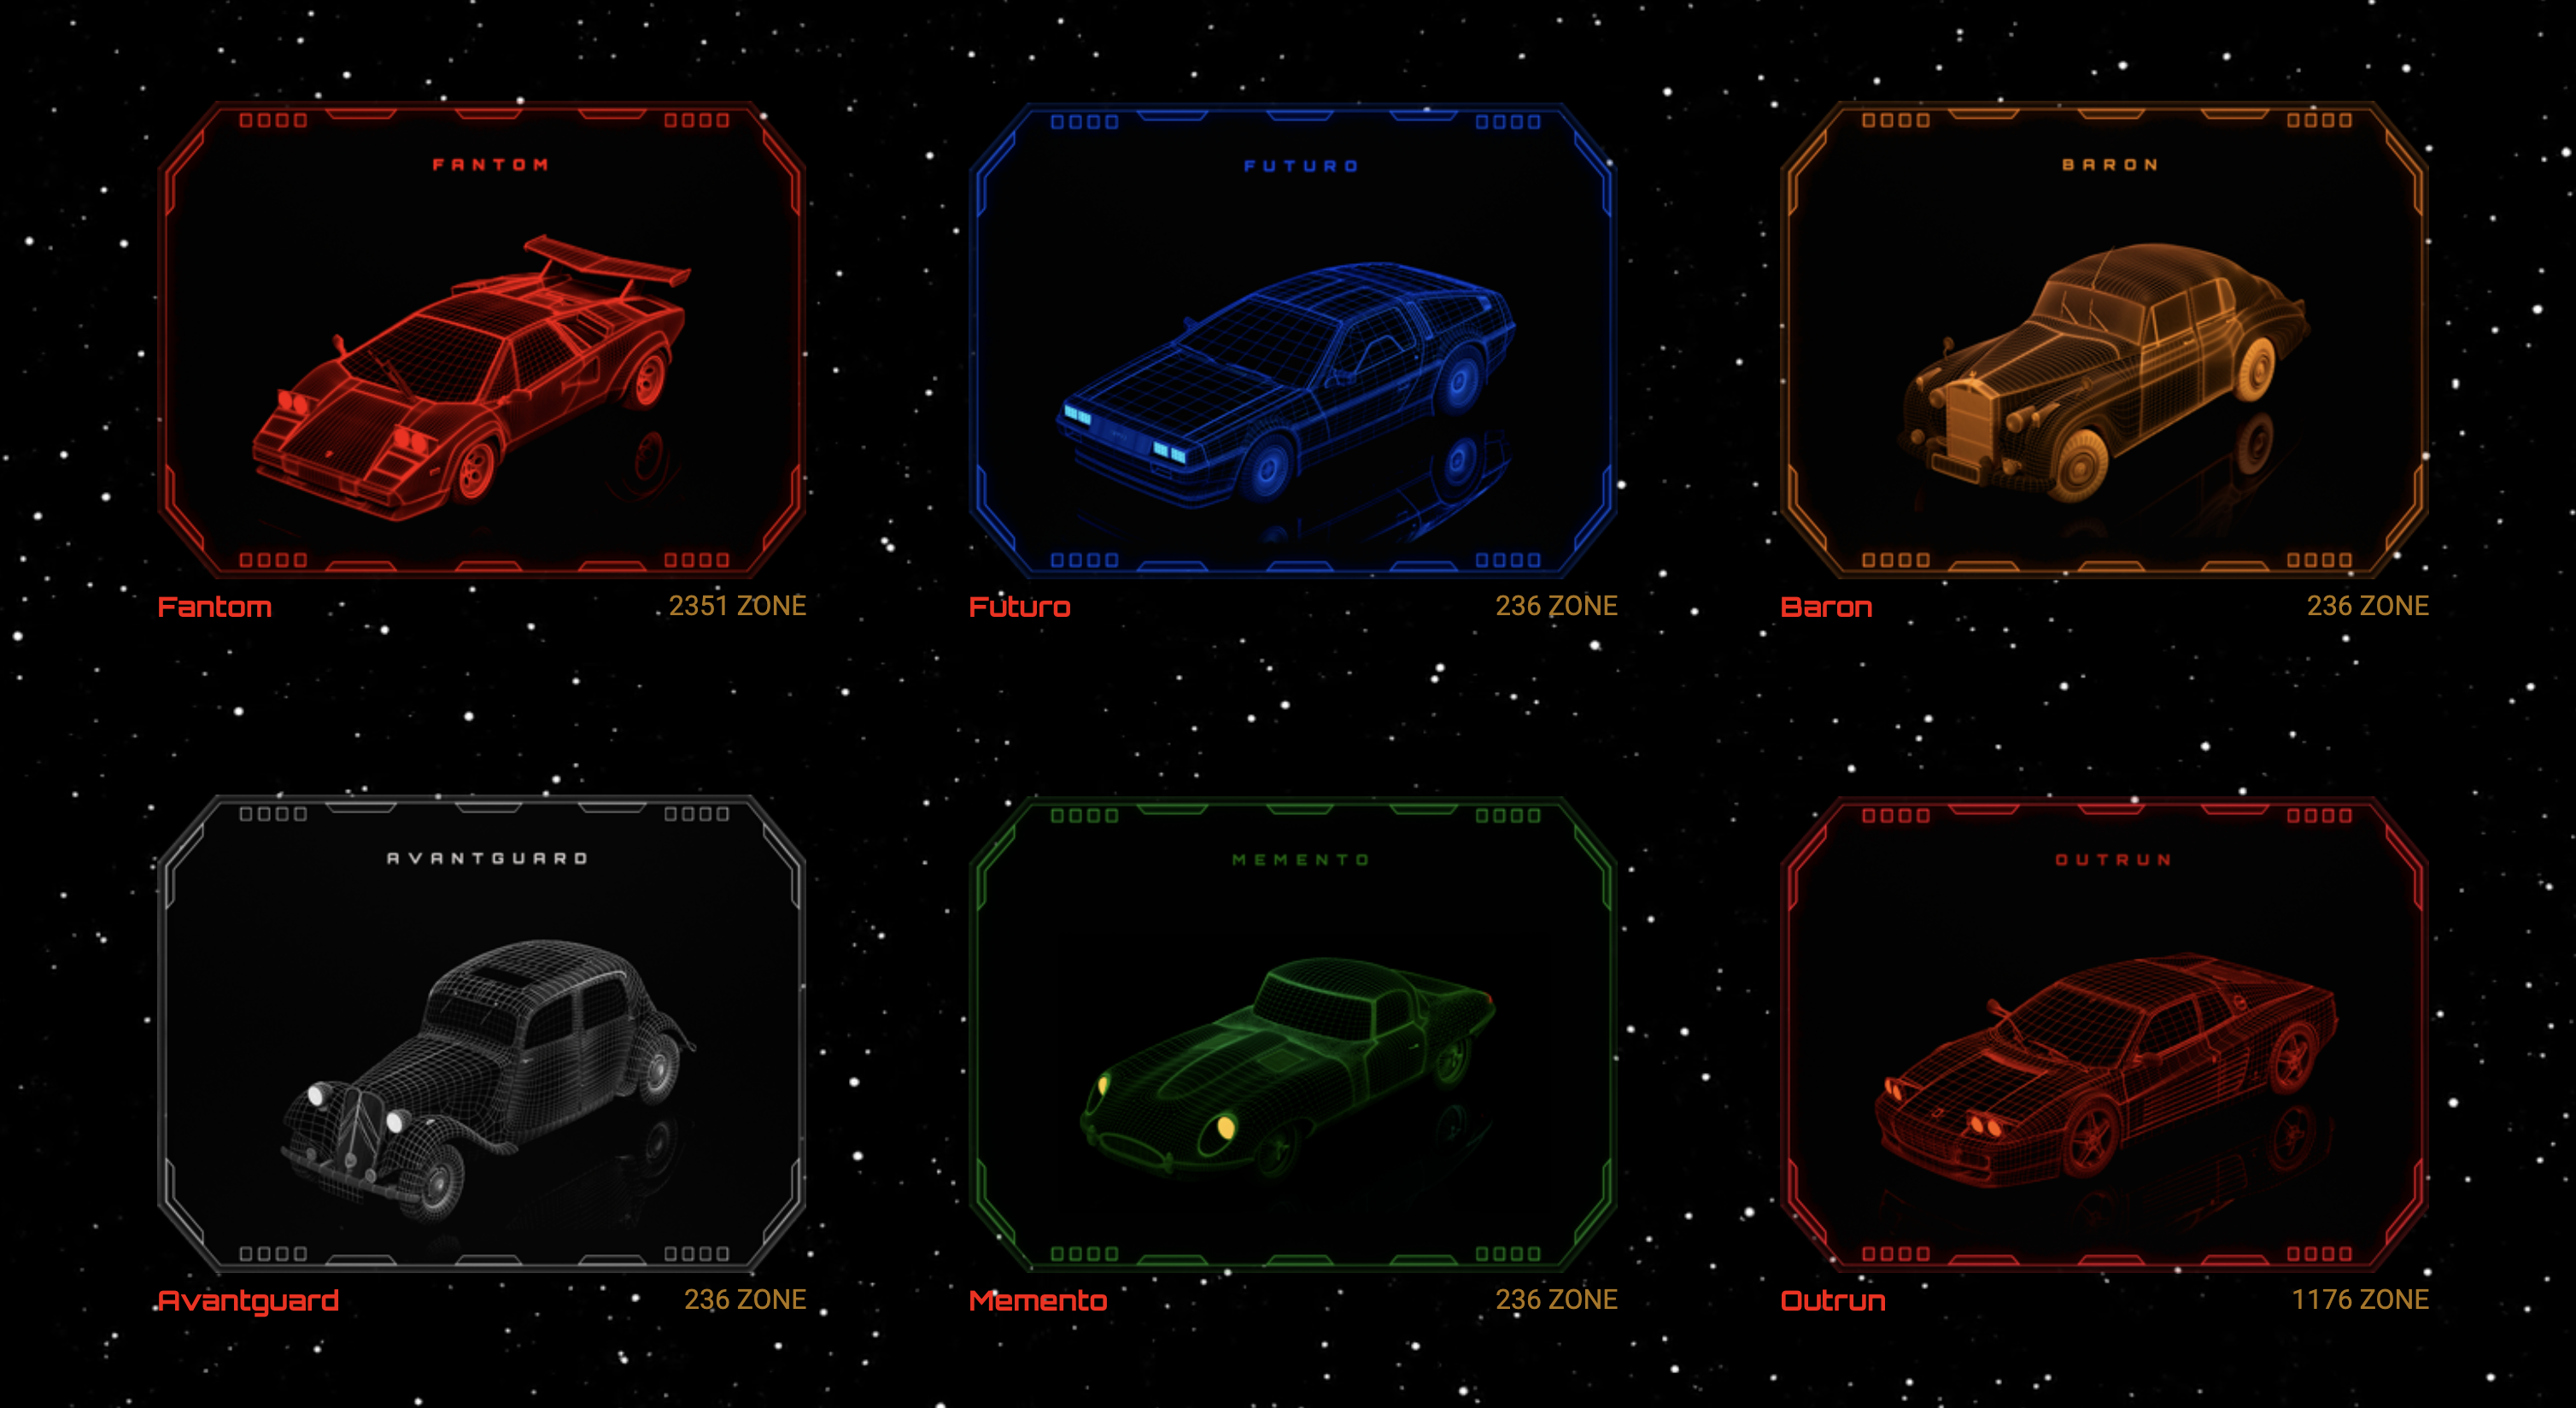 FANTOM
FUTURO
BARON
Fantom
2351 ZONE
Futuro
236 ZONE
Baron
236 ZONE
AVANTGUARD
MEMENTO
OUTRUN
Avantguard
236 ZONE
Memento
236 ZONE
Outrun
1176 ZONE